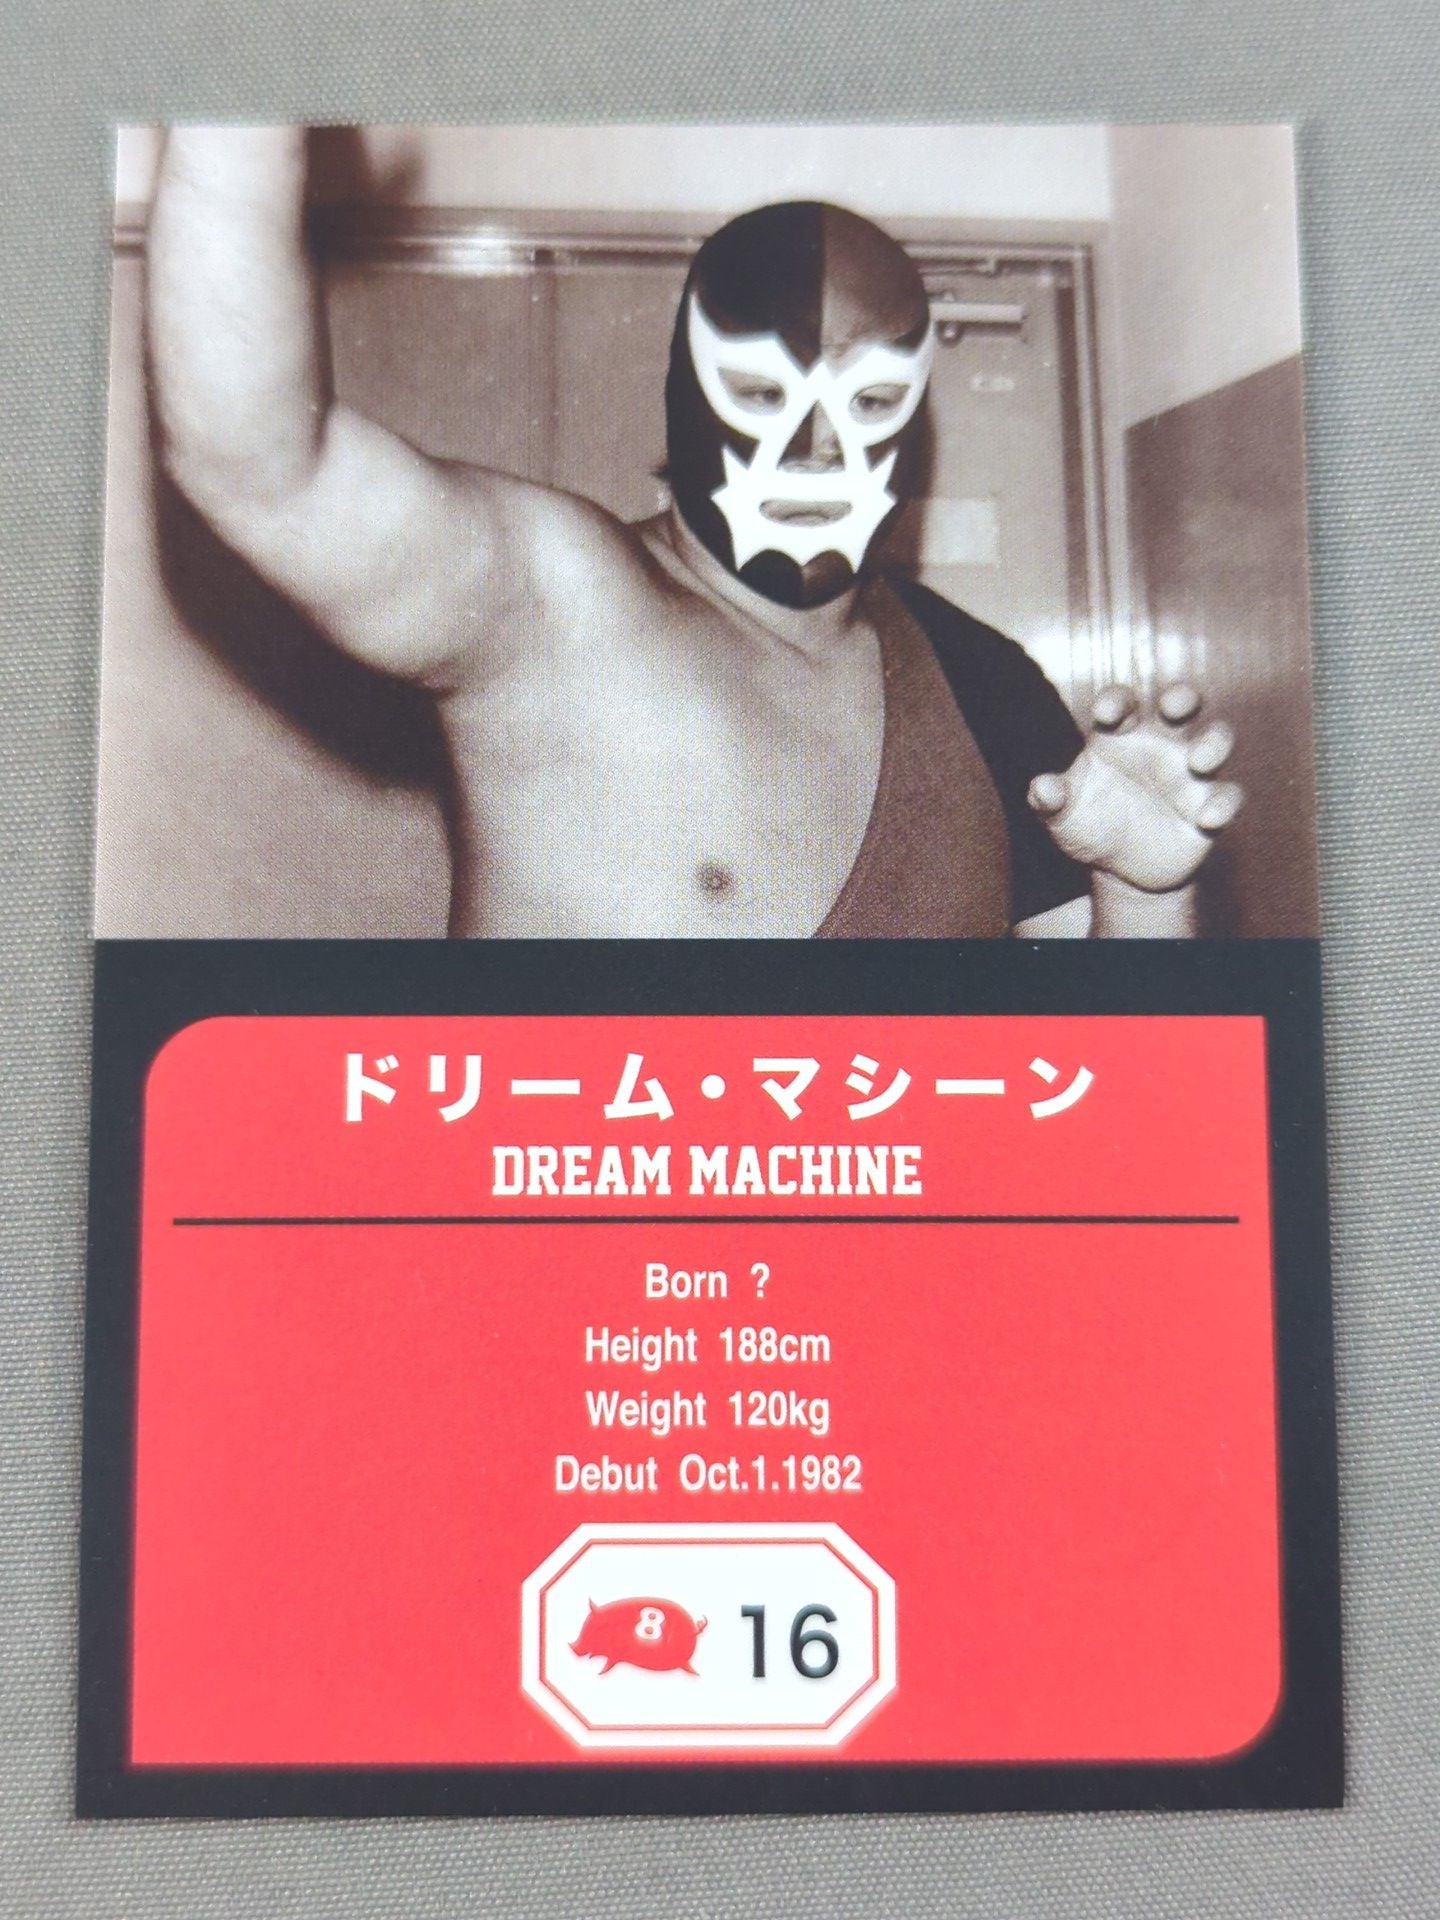 ドリーム・マシーン
DREAM MACHINE
Born ?
Height 188cm
Weight 120kg
Debut Oct.1.1982
8 16